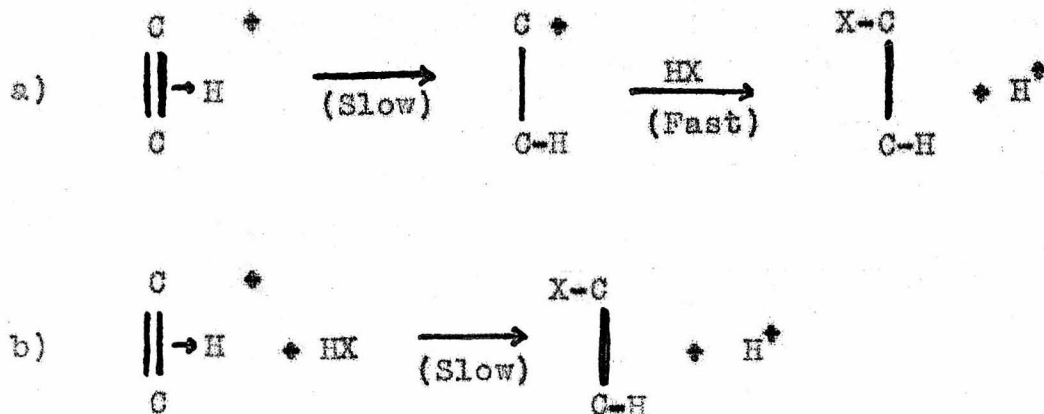 C + C + X-C
a) || → H HX + H+
(Slow) (Fast)
C C-H C-H
C + X-C
b) || → H + HX + H+
(Slow)
C C-H